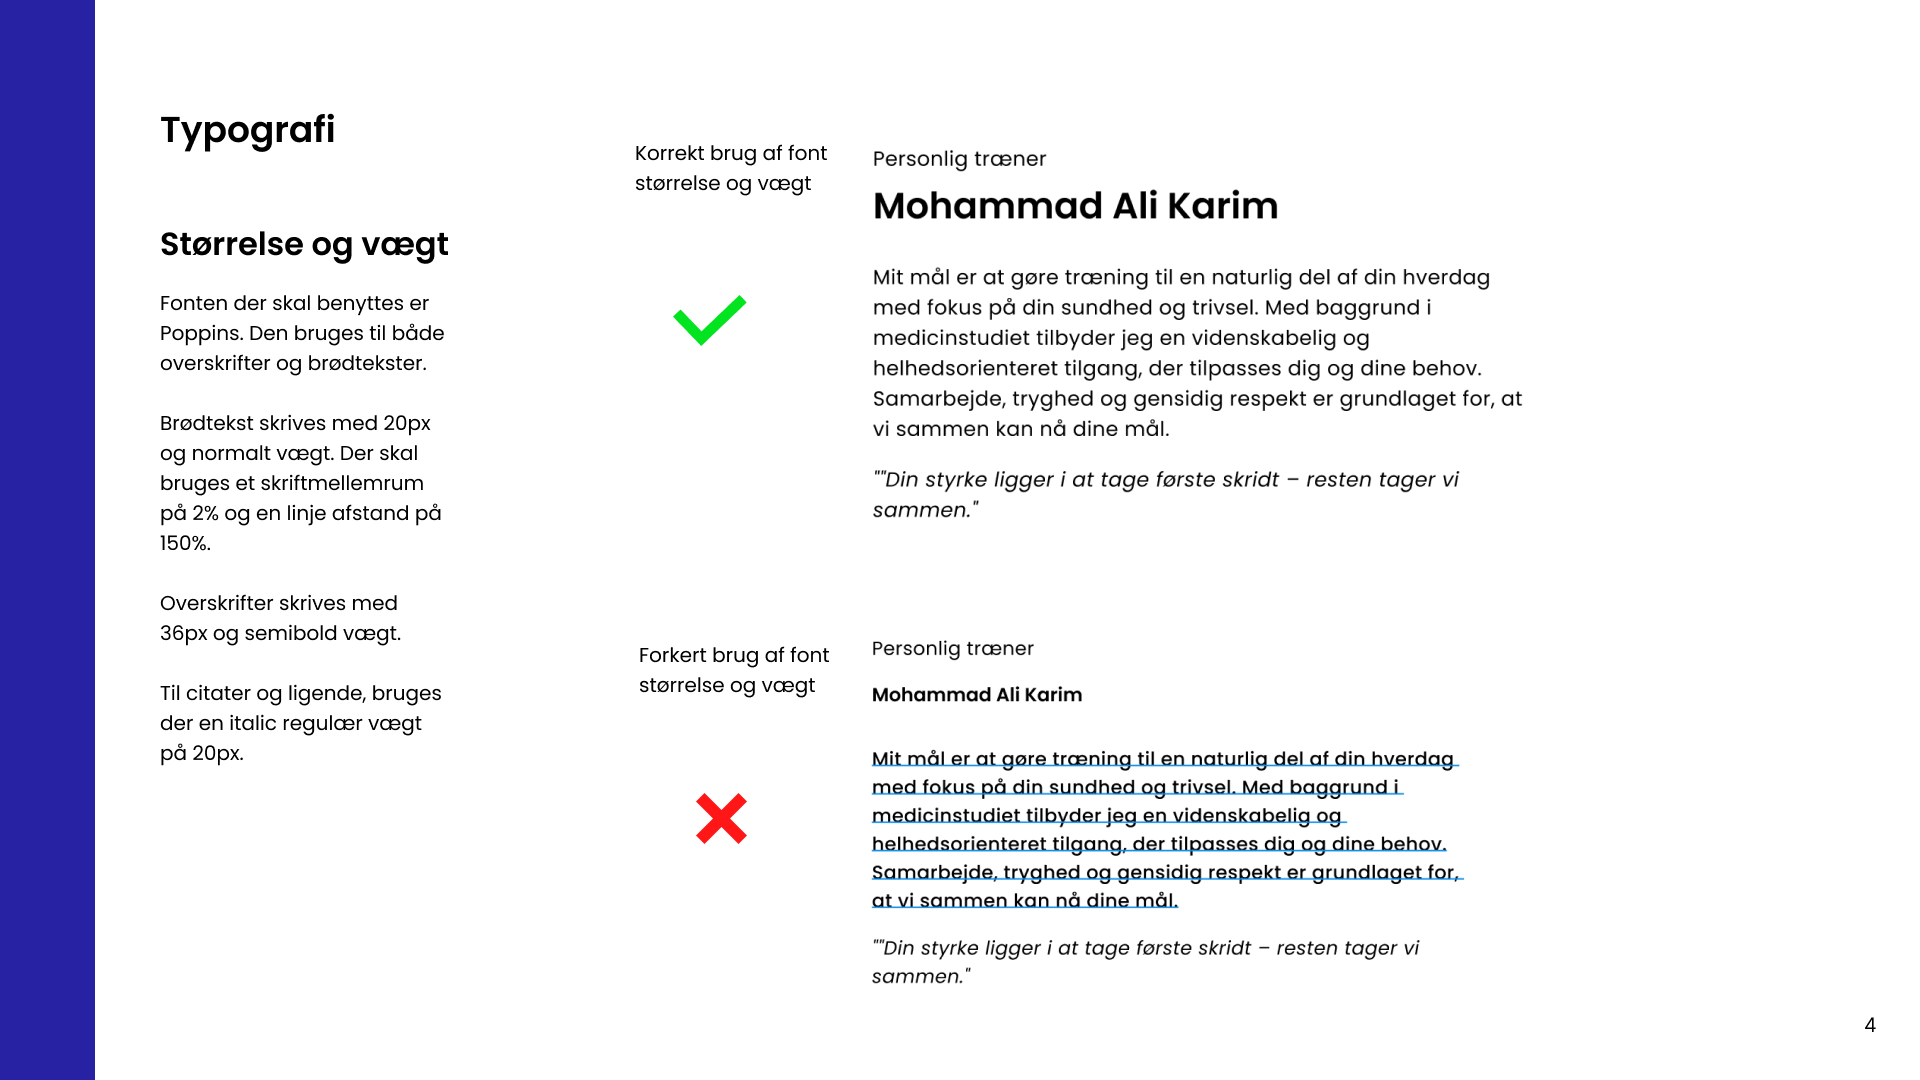 Typografi
Størrelse og vægt
Fonten der skal benyttes er
Poppins. Den bruges til både
overskrifter og brødtekster.
Brødtekst skrives med 20px
og normalt vægt. Der skal
bruges et skriftmellemrum
på 2% og en linje afstand på
150%.
Overskrifter skrives med
36px og semibold vægt.
Til citater og ligende, bruges
der en italic regulær vægt
på 20px.
Korrekt brug af font
størrelse og vægt
Personlig træner
Mohammad Ali Karim
Mit mål er at gøre træning til en naturlig del af din hverdag
med fokus på din sundhed og trivsel. Med baggrund i
medicinstudiet tilbyder jeg en videnskabelig og
helhedsorienteret tilgang, der tilpasses dig og dine behov.
Samarbejde, tryghed og gensidig respekt er grundlaget for, at
vi sammen kan nå dine mål.
""Din styrke ligger i at tage første skridt – resten tager vi
sammen."
Forkert brug af font
størrelse og vægt
Personlig træner
Mohammad Ali Karim
Mit mål er at gøre træning til en naturlig del af din hverdag
med fokus på din sundhed og trivsel. Med baggrund i
medicinstudiet tilbyder jeg en videnskabelig og
helhedsorienteret tilgang, der tilpasses dig og dine behov.
Samarbejde, tryghed og gensidig respekt er grundlaget for,
at vi sammen kan nå dine mål.
""Din styrke ligger i at tage første skridt – resten tager vi
sammen."
4